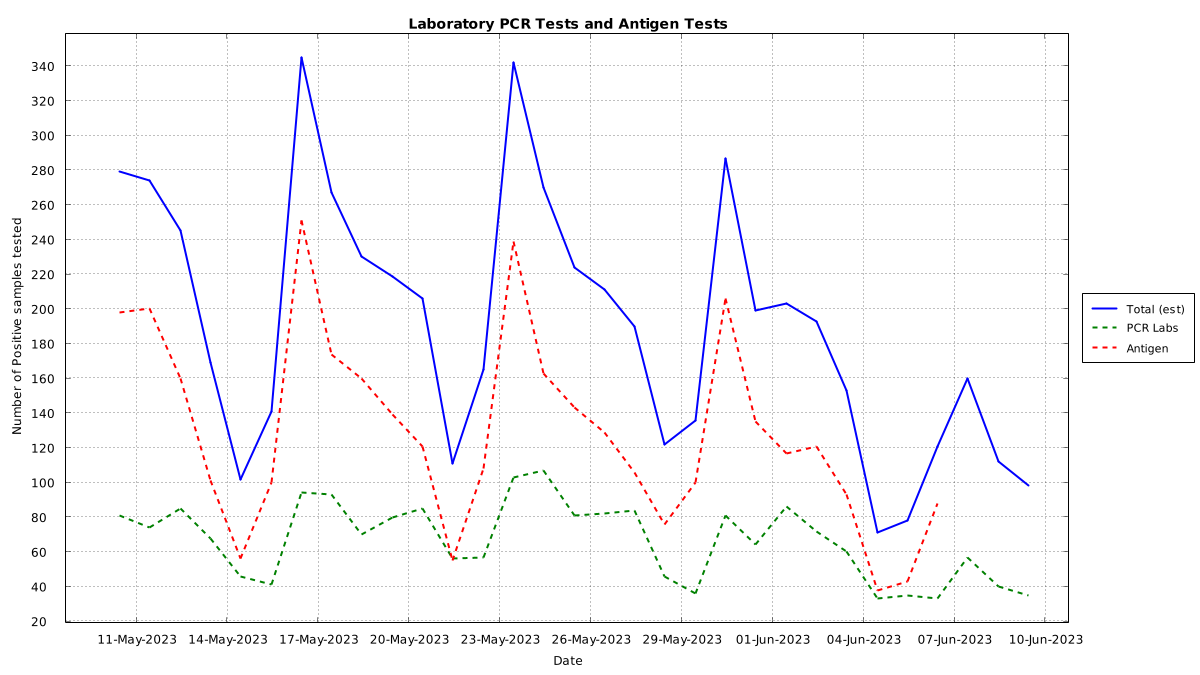 Laboratory PCR Tests and Antigen Tests
Number of Positive samples tested
340
320
300
280
260
240
220
200
180
160
140
120
100
80
60
40
20
11-May-2023 14-May-2023 17-May-2023 20-May-2023 23-May-2023 26-May-2023 29-May-2023 01-Jun-2023 04-Jun-2023 07-Jun-2023 10-Jun-2023
Date
Total (est)
PCR Labs
Antigen